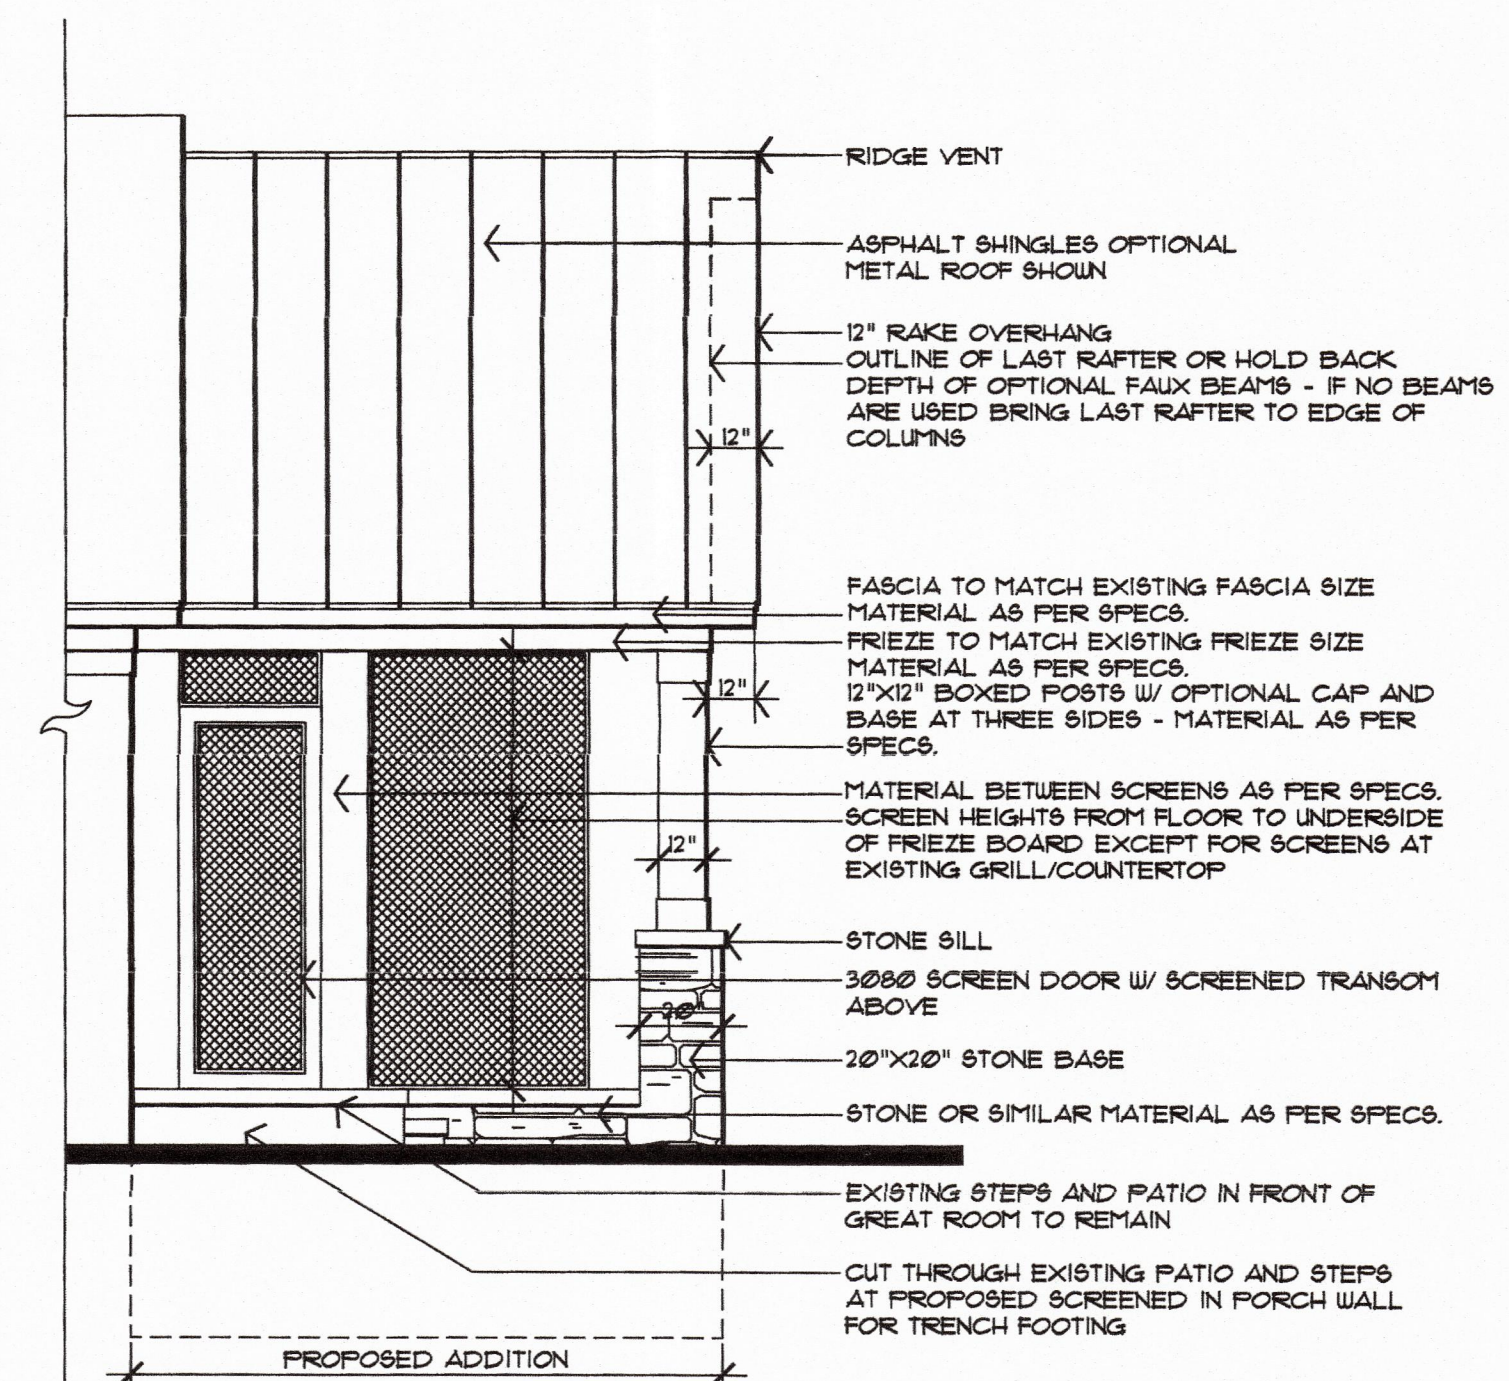 RIDGE VENT
ASPHALT SHINGLES OPTIONAL
METAL ROOF SHOWN
12" RAKE OVERHANG
OUTLINE OF LAST RAFTER OR HOLD BACK
DEPTH OF OPTIONAL FAUX BEAMS - IF NO BEAMS
ARE USED BRING LAST RAFTER TO EDGE OF
COLUMNS
12"
FASCIA TO MATCH EXISTING FASCIA SIZE
MATERIAL AS PER SPECS.
FRIEZE TO MATCH EXISTING FRIEZE SIZE
MATERIAL AS PER SPECS.
12"
12"X12" BOXED POSTS W/ OPTIONAL CAP AND
BASE AT THREE SIDES - MATERIAL AS PER
SPECS.
MATERIAL BETWEEN SCREENS AS PER SPECS.
SCREEN HEIGHTS FROM FLOOR TO UNDERSIDE
OF FRIEZE BOARD EXCEPT FOR SCREENS AT
EXISTING GRILL/COUNTERTOP
12"
STONE SILL
3080 SCREEN DOOR W/ SCREENED TRANSOM
ABOVE
20"
20"X20" STONE BASE
STONE OR SIMILAR MATERIAL AS PER SPECS.
EXISTING STEPS AND PATIO IN FRONT OF
GREAT ROOM TO REMAIN
CUT THROUGH EXISTING PATIO AND STEPS
AT PROPOSED SCREENED IN PORCH WALL
FOR TRENCH FOOTING
PROPOSED ADDITION